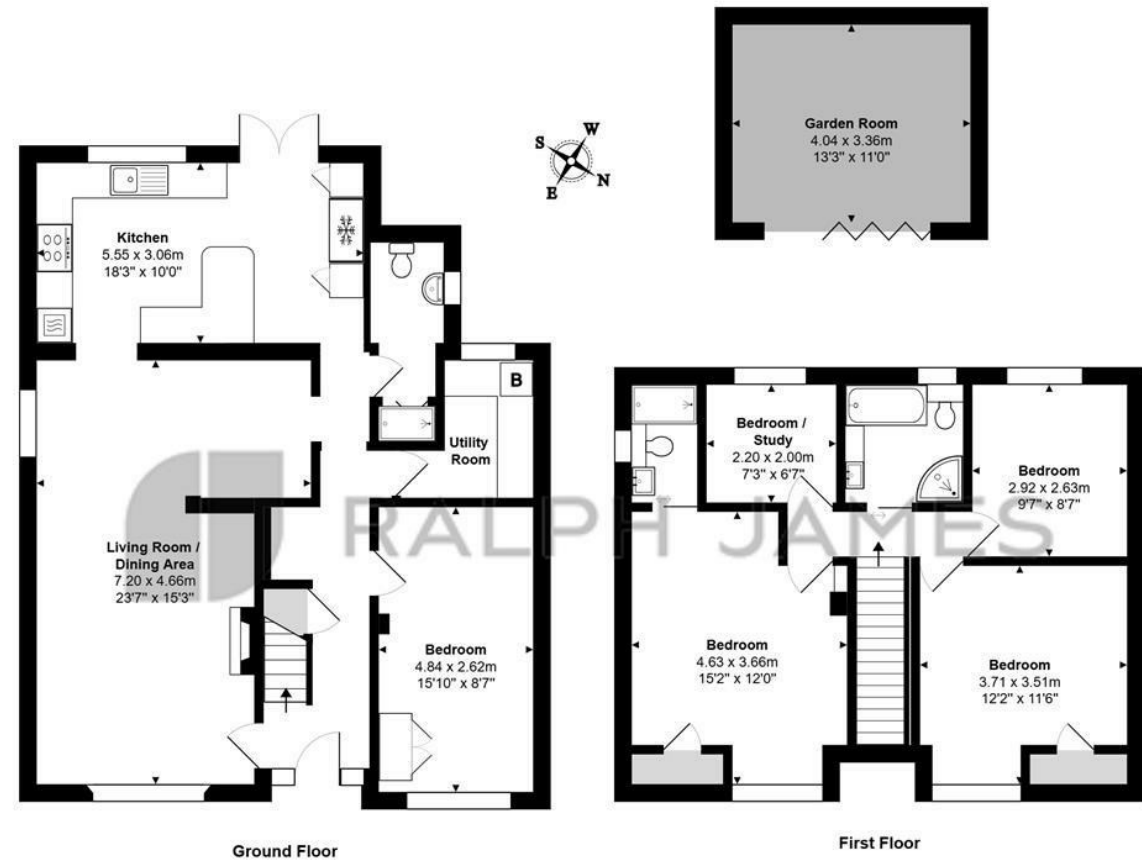 Garden Room
4.04 x 3.36m
13'3" x 11'0"
S
W
E
N
Kitchen
5.55 x 3.06m
18'3" x 10'0"
B
Utility
Room
Living Room /
Dining Area
7.20 x 4.66m
23'7" x 15'3"
Bedroom
4.84 x 2.62m
15'10" x 8'7"
Bedroom /
Study
2.20 x 2.00m
7'3" x 6'7"
Bedroom
2.92 x 2.63m
9'7" x 8'7"
Bedroom
4.63 x 3.66m
15'2" x 12'0"
Bedroom
3.71 x 3.51m
12'2" x 11'6"
RALPH JAMES
Ground Floor
First Floor